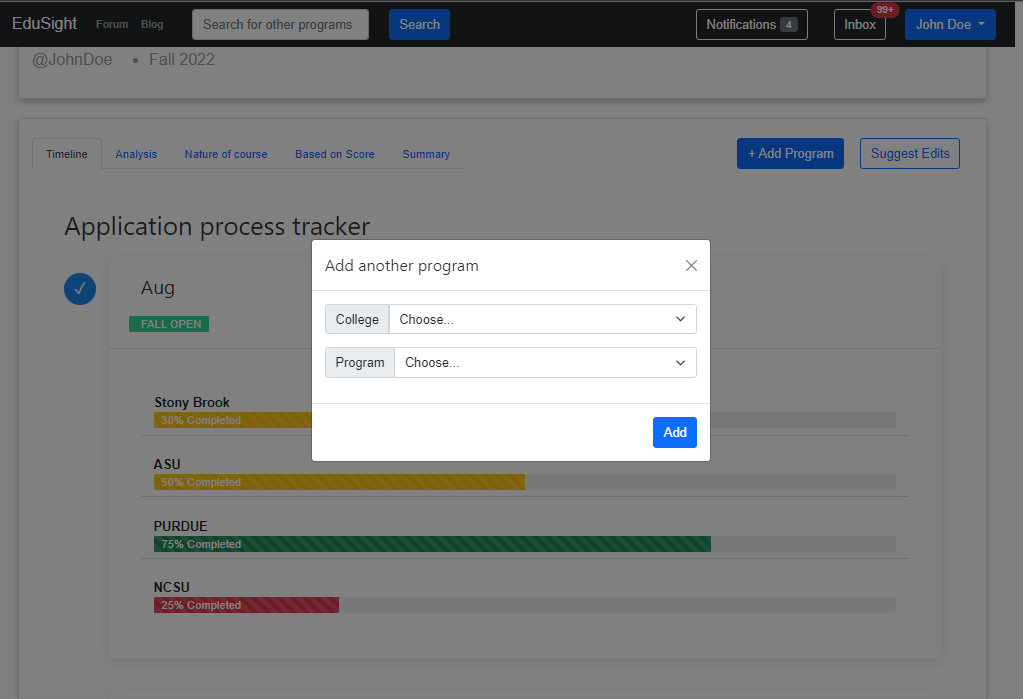 EduSight Forum Blog Search for other programs Search Notifications 4 Inbox 99+ John Doe
@JohnDoe • Fall 2022
Timeline Analysis Nature of course Based on Score Summary + Add Program Suggest Edits
Application process tracker
Add another program
Aug
FALL OPEN
College Choose...
Program Choose...
Add
Stony Brook
30% Completed
ASU
50% Completed
PURDUE
75% Completed
NCSU
25% Completed